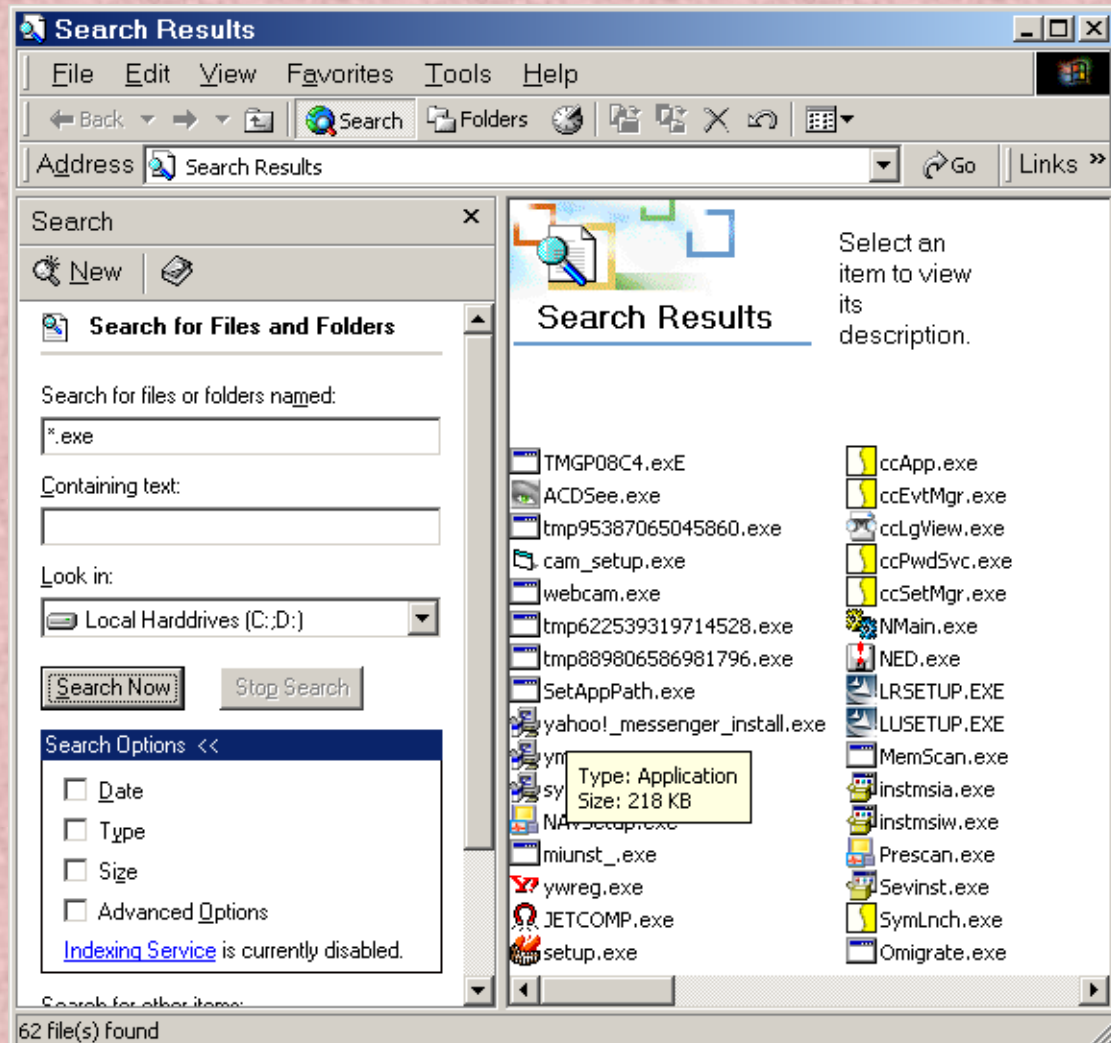 Search Results
File Edit View Favorites Tools Help
Back Search Folders
Address Search Results Go Links »
Search
New
Search for Files and Folders
Search for files or folders named:
*.exe
Containing text:
Look in:
Local Harddrives (C:;D:)
Search Now Stop Search
Search Options <<
Date
Type
Size
Advanced Options
Indexing Service is currently disabled.
Search for other items:
Search Results
Select an
item to view
its
description.
TMGP08C4.exE
ACDSee.exe
tmp95387065045860.exe
cam_setup.exe
webcam.exe
tmp622539319714528.exe
tmp889806586981796.exe
SetAppPath.exe
yahoo!_messenger_install.exe
Type: Application
Size: 218 KB
NAVSetup.exe
miunst_.exe
ywreg.exe
JETCOMP.exe
setup.exe
ccApp.exe
ccEvtMgr.exe
ccLgView.exe
ccPwdSvc.exe
ccSetMgr.exe
NMain.exe
NED.exe
LRSETUP.EXE
LUSETUP.EXE
MemScan.exe
instmsia.exe
instmsiw.exe
Prescan.exe
Sevinst.exe
SymLnch.exe
Omigrate.exe
62 file(s) found